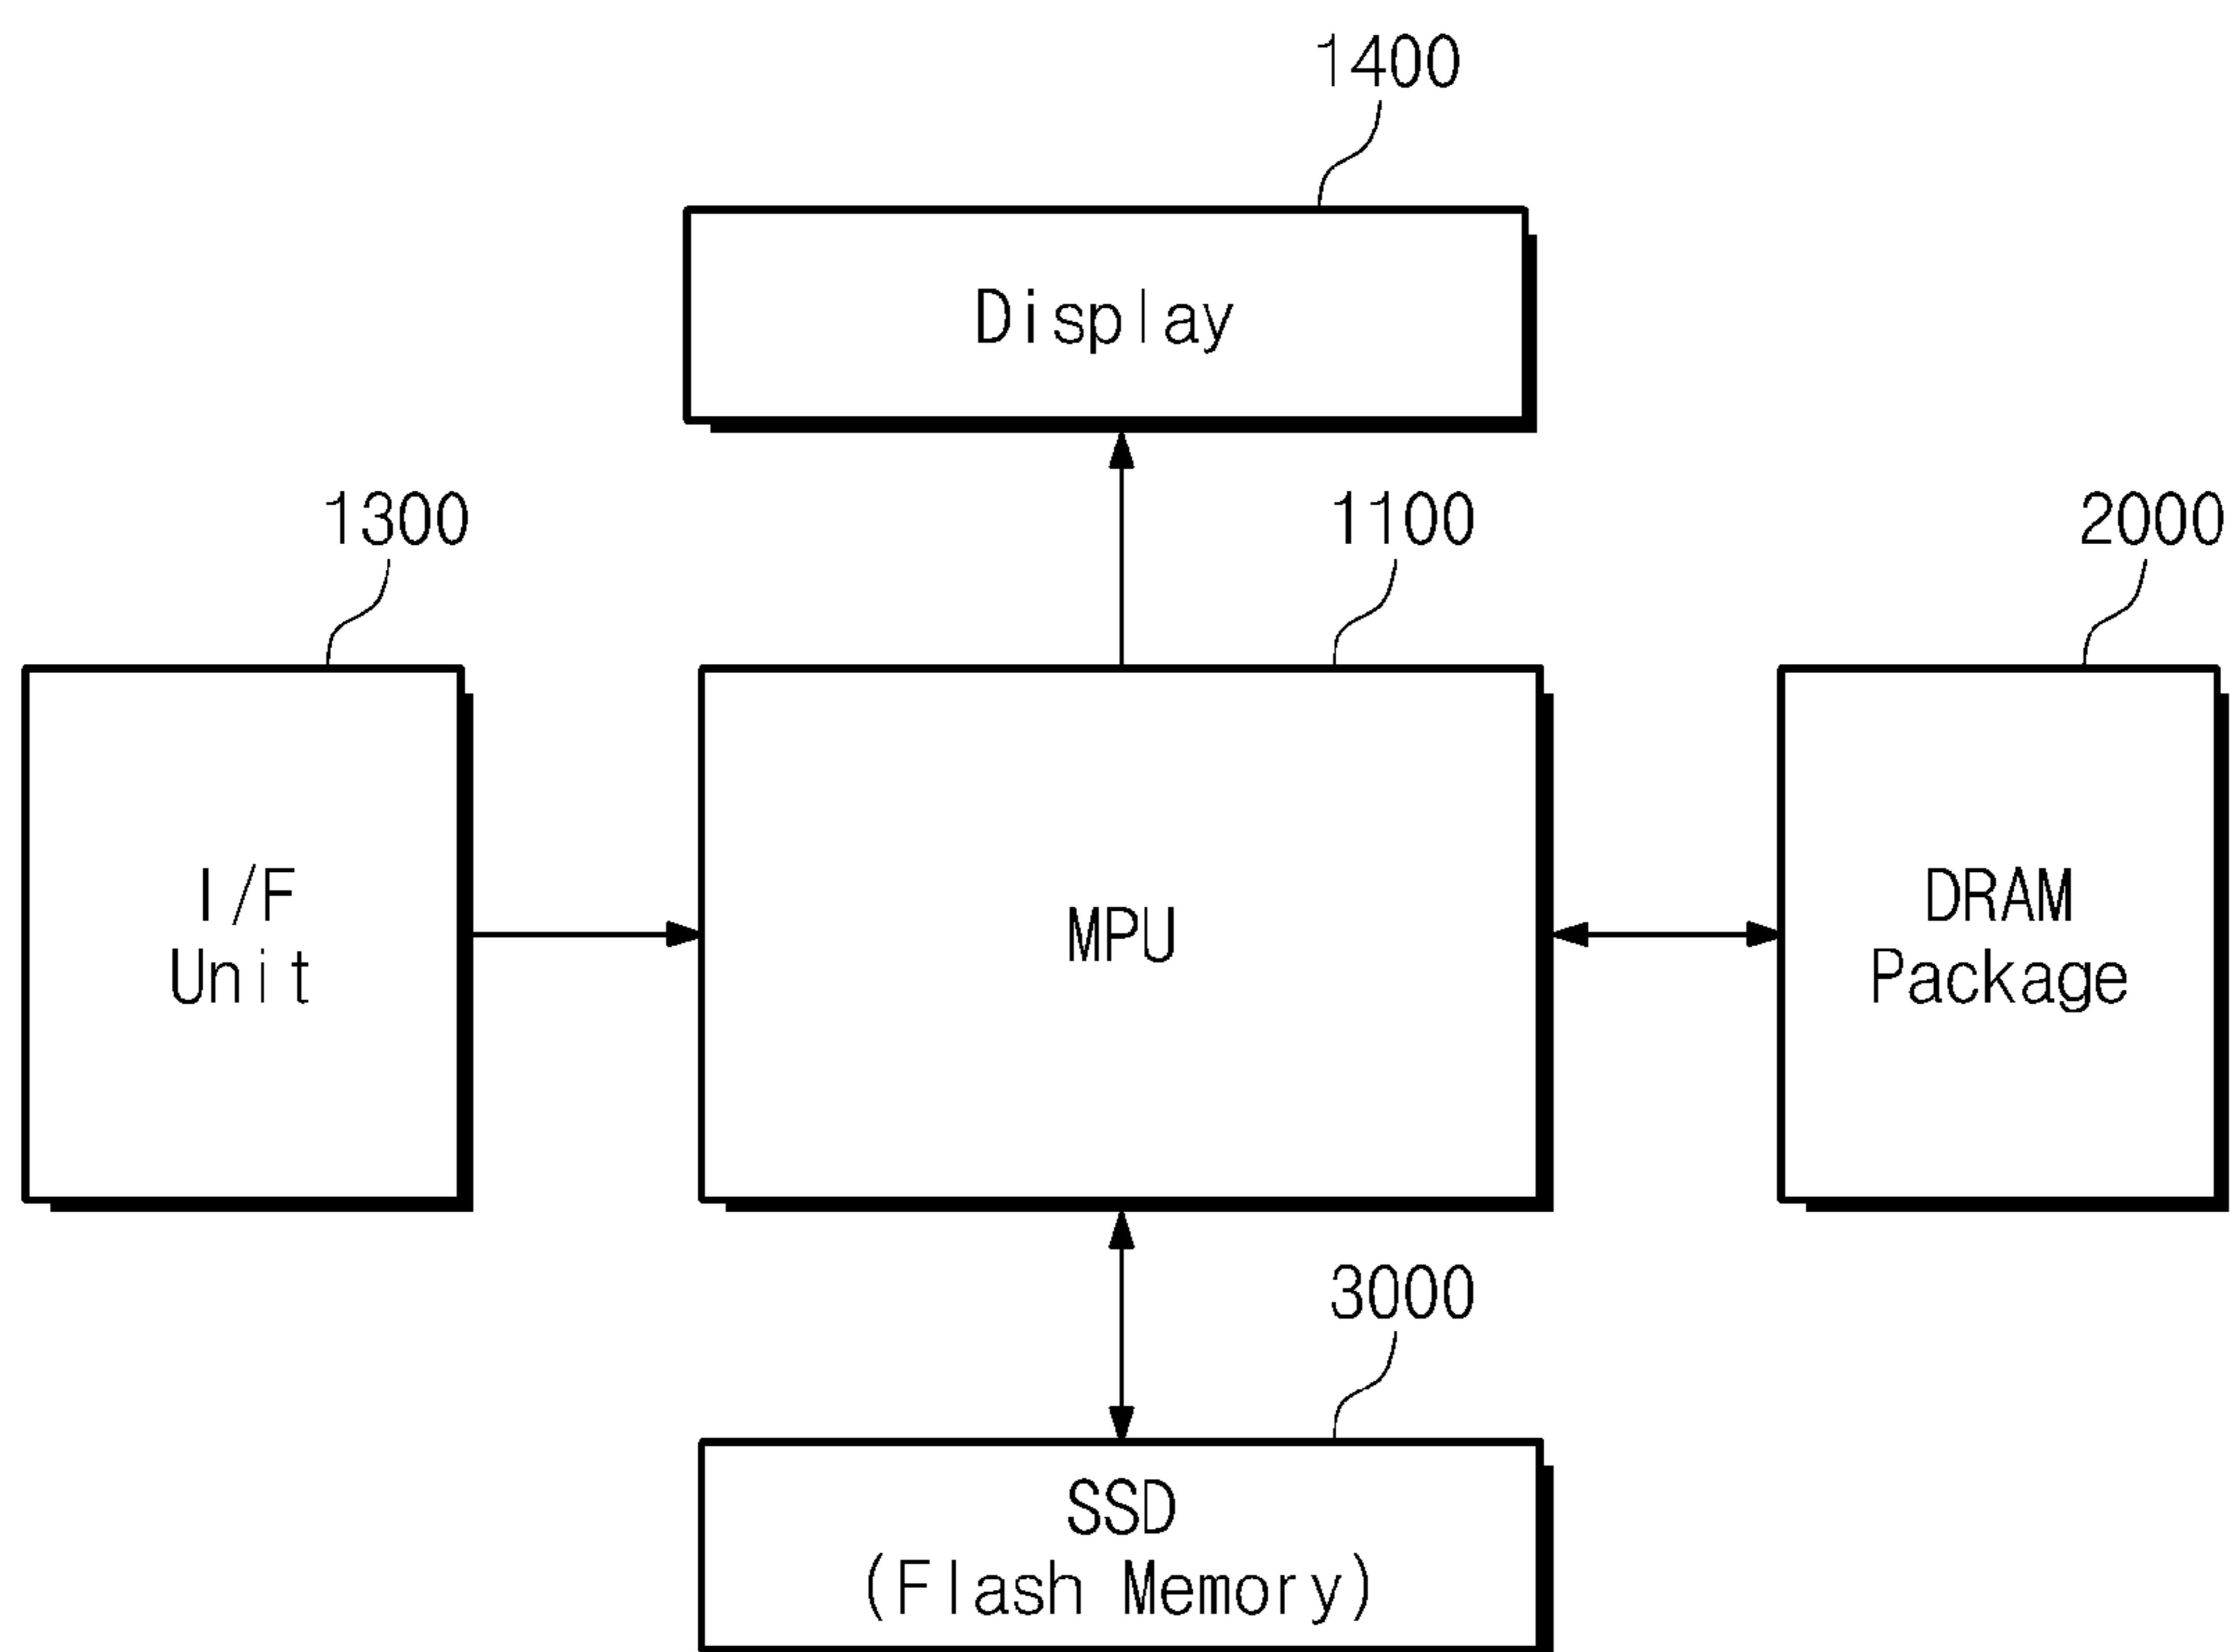 1400
Display
1300
1100
2000
I/F
Unit
MPU
DRAM
Package
3000
SSD
(Flash Memory)